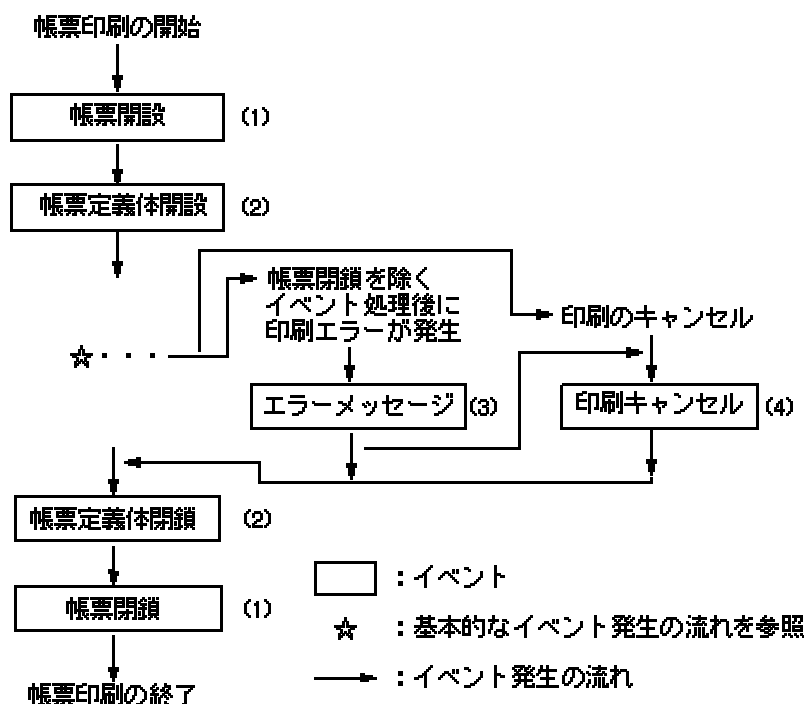 帳票印刷の開始
帳票開設 (1)
帳票定義体開設 (2)
帳票閉鎖を除く
イベント処理後に
印刷エラーが発生
印刷のキャンセル
☆・・・
エラーメッセージ (3)
印刷キャンセル (4)
帳票定義体閉鎖 (2)
帳票閉鎖 (1)
帳票印刷の終了
：イベント
☆ ：基本的なイベント発生の流れを参照
：イベント発生の流れ